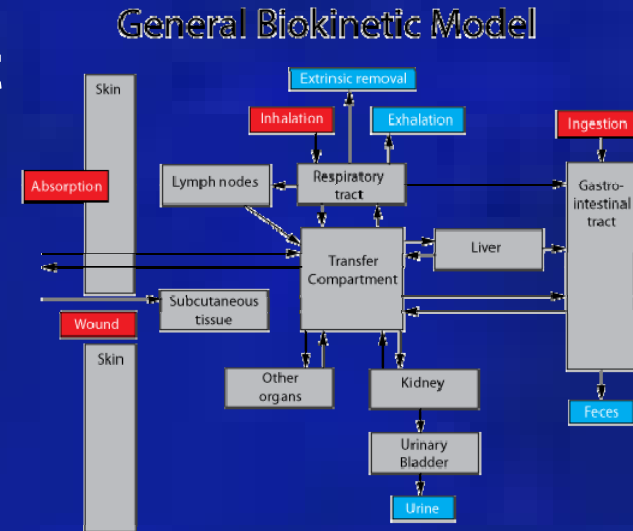 General Biokinetic Model
Skin
Extrinsic removal
Inhalation
Exhalation
Ingestion
Absorption
Lymph nodes
Respiratory
tract
Gastro-
intestinal
tract
Transfer
Compartment
Liver
Subcutaneous
tissue
Wound
Skin
Other
organs
Kidney
Feces
Urinary
Bladder
Urine